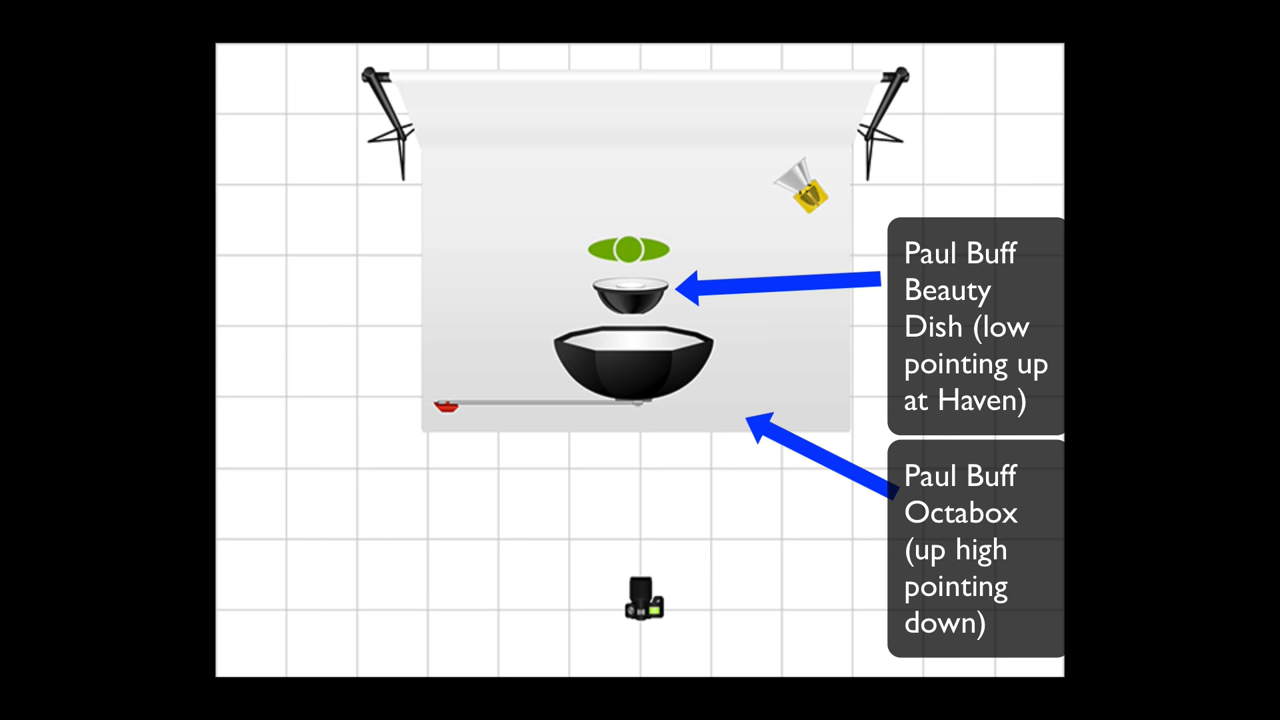 Paul Buff
Beauty
Dish (low
pointing up
at Haven)
Paul Buff
Octabox
(up high
pointing
down)